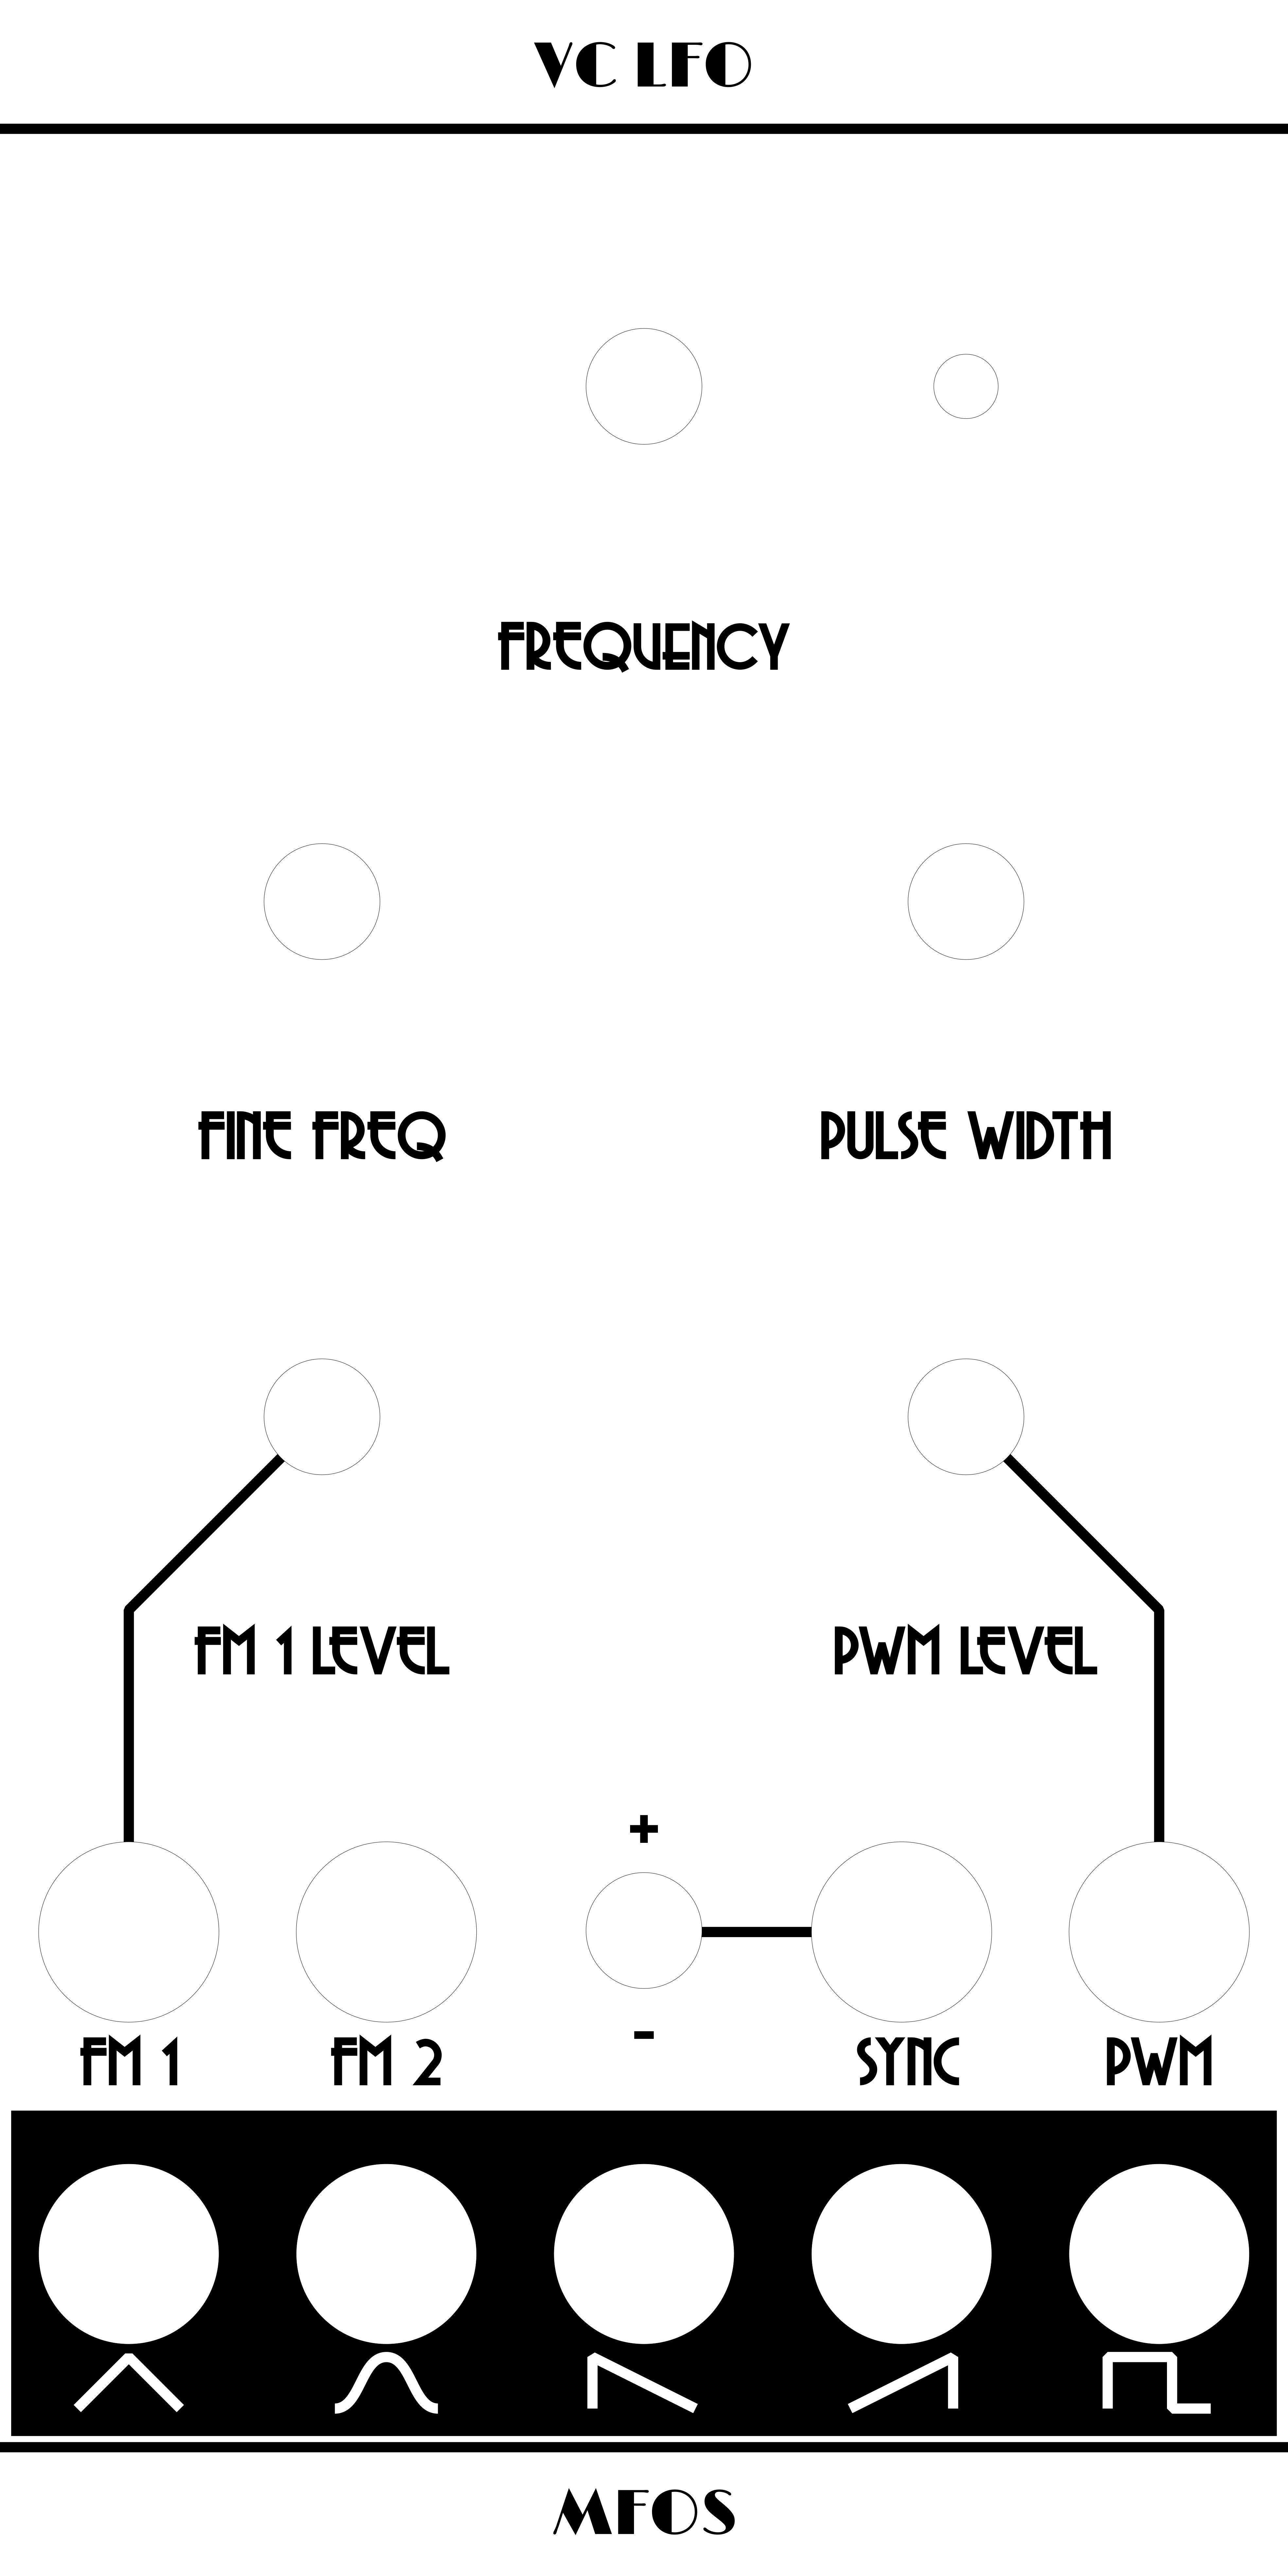 VC LFO
FREQUENCY
FINE FREQ PULSE WIDTH
FM 1 LEVEL PWM LEVEL
+
-
FM 1 FM 2 SYNC PWM
MFOS